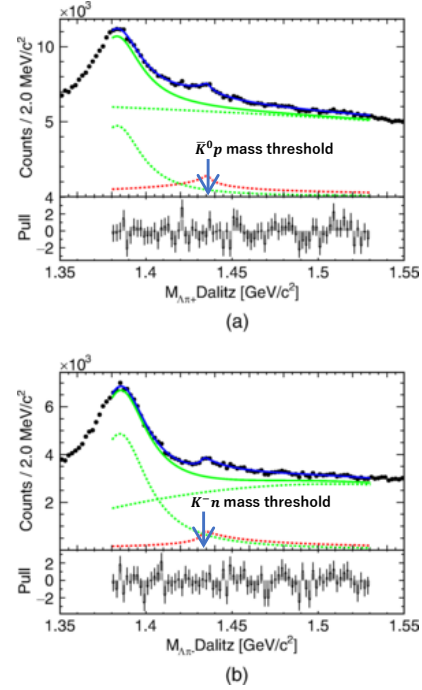 ×10³
10
5
Counts / 2.0 MeV/c²
K̄⁰p mass threshold
4
2
0
−2
Pull
1.35 1.4 1.45 1.5 1.55
M_Λπ+ Dalitz [GeV/c²]
(a)
×10³
6
4
2
Counts / 2.0 MeV/c²
K⁻n mass threshold
2
0
−2
Pull
1.35 1.4 1.45 1.5 1.55
M_Λπ- Dalitz [GeV/c²]
(b)